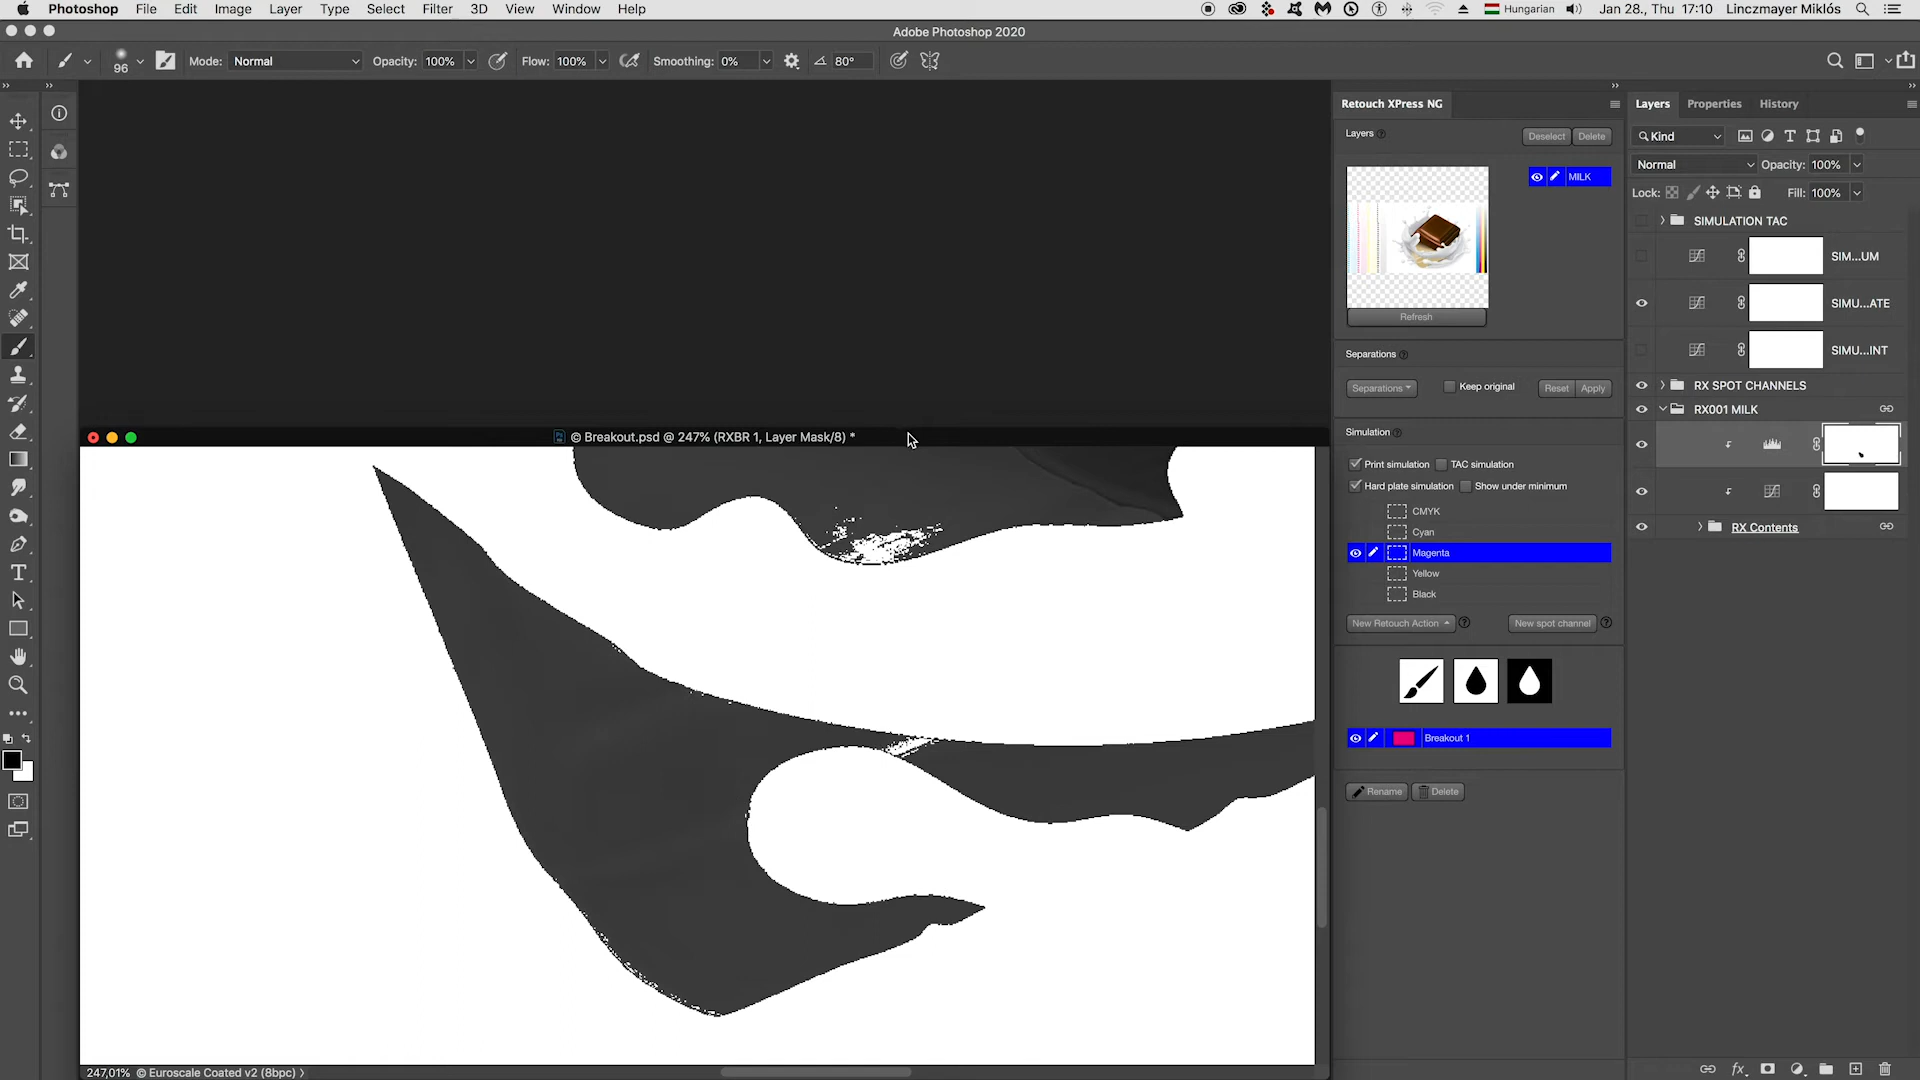 Photoshop File Edit Image Layer Type Select Filter 3D View Window Help
Hungarian Jan 28., Thu 17:10 Linczmayer Miklós
Adobe Photoshop 2020
96 Mode: Normal Opacity: 100% Flow: 100% Smoothing: 0% 80°
Retouch XPress NG
Layers
Deselect Delete
MILK
Refresh
Separations
Separations Keep original Reset Apply
Simulation
Print simulation TAC simulation
Hard plate simulation Show under minimum
CMYK
Cyan
Magenta
Yellow
Black
New Retouch Action New spot channel
Breakout 1
Rename Delete
Layers Properties History
Kind
Normal Opacity: 100%
Lock: Fill: 100%
SIMULATION TAC
SIM...UM
SIMU...ATE
SIMU...INT
RX SPOT CHANNELS
RX001 MILK
RX Contents
fx
© Breakout.psd @ 247% (RXBR 1, Layer Mask/8) *
247,01% © Euroscale Coated v2 (8bpc)